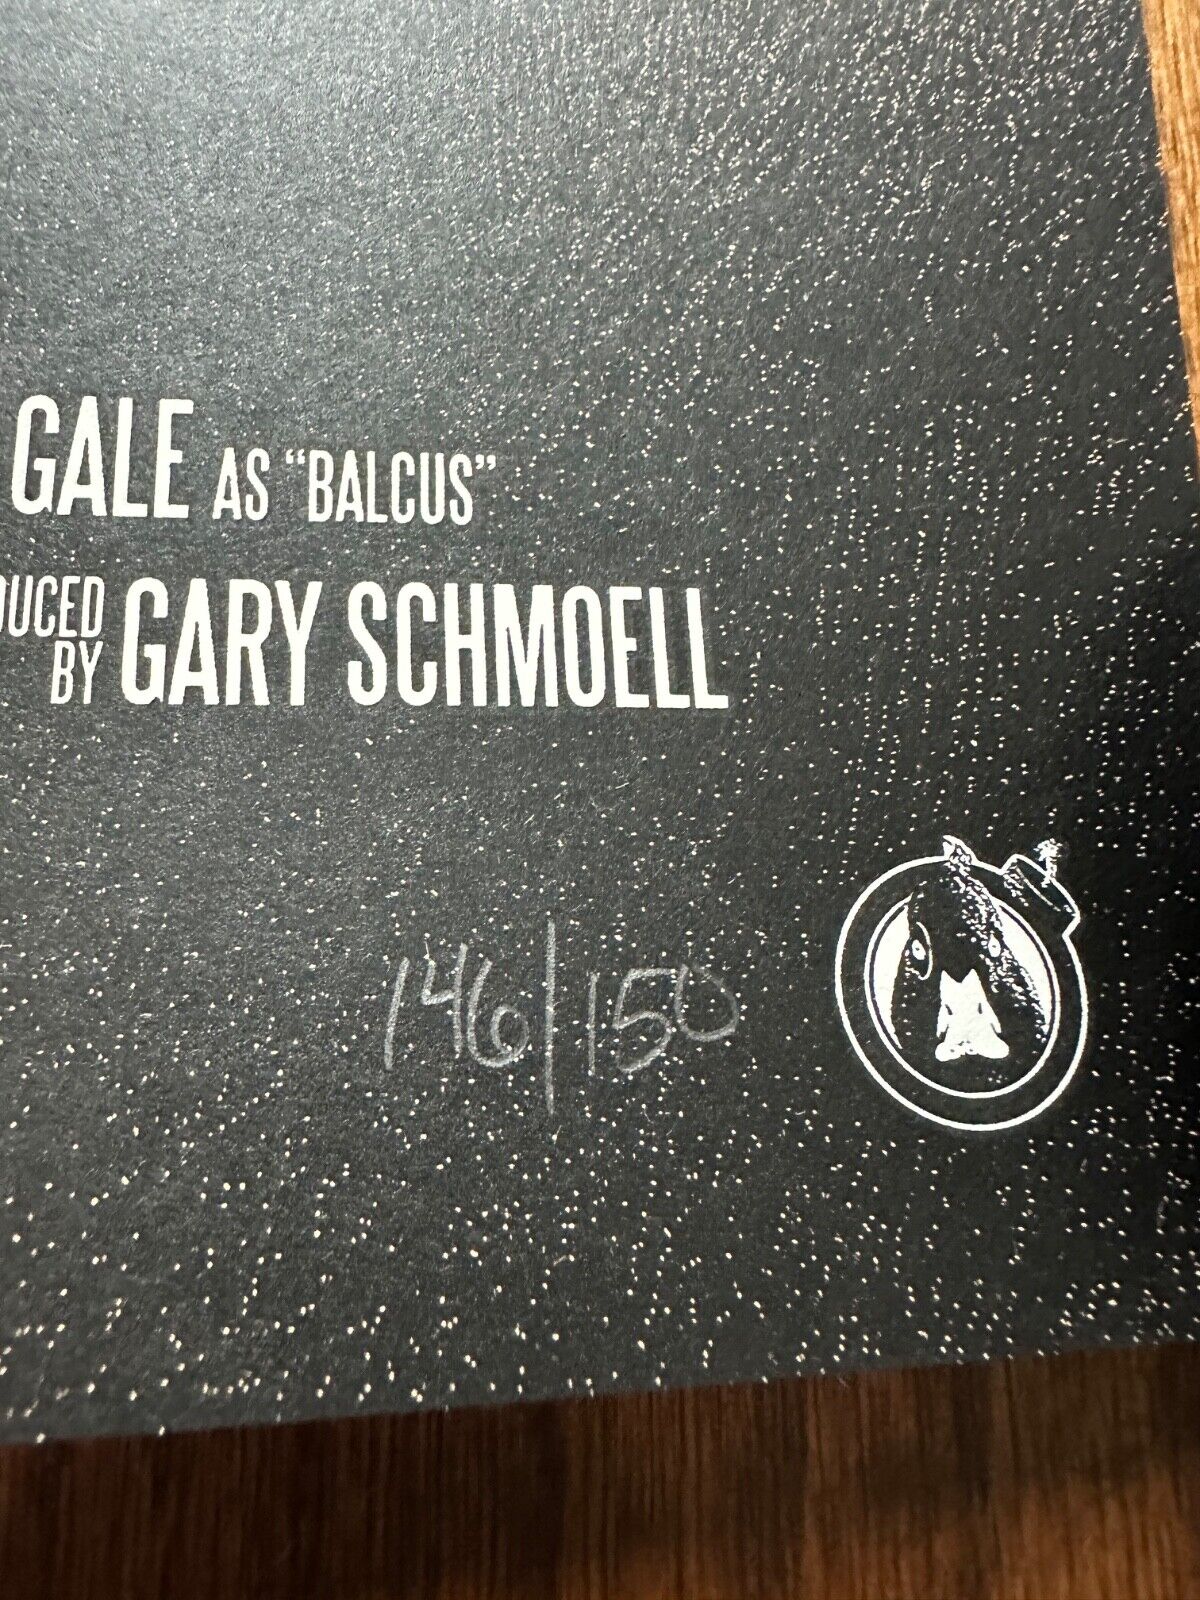 GALE AS “BALCUS”
DUCED BY GARY SCHMOELL
146/150